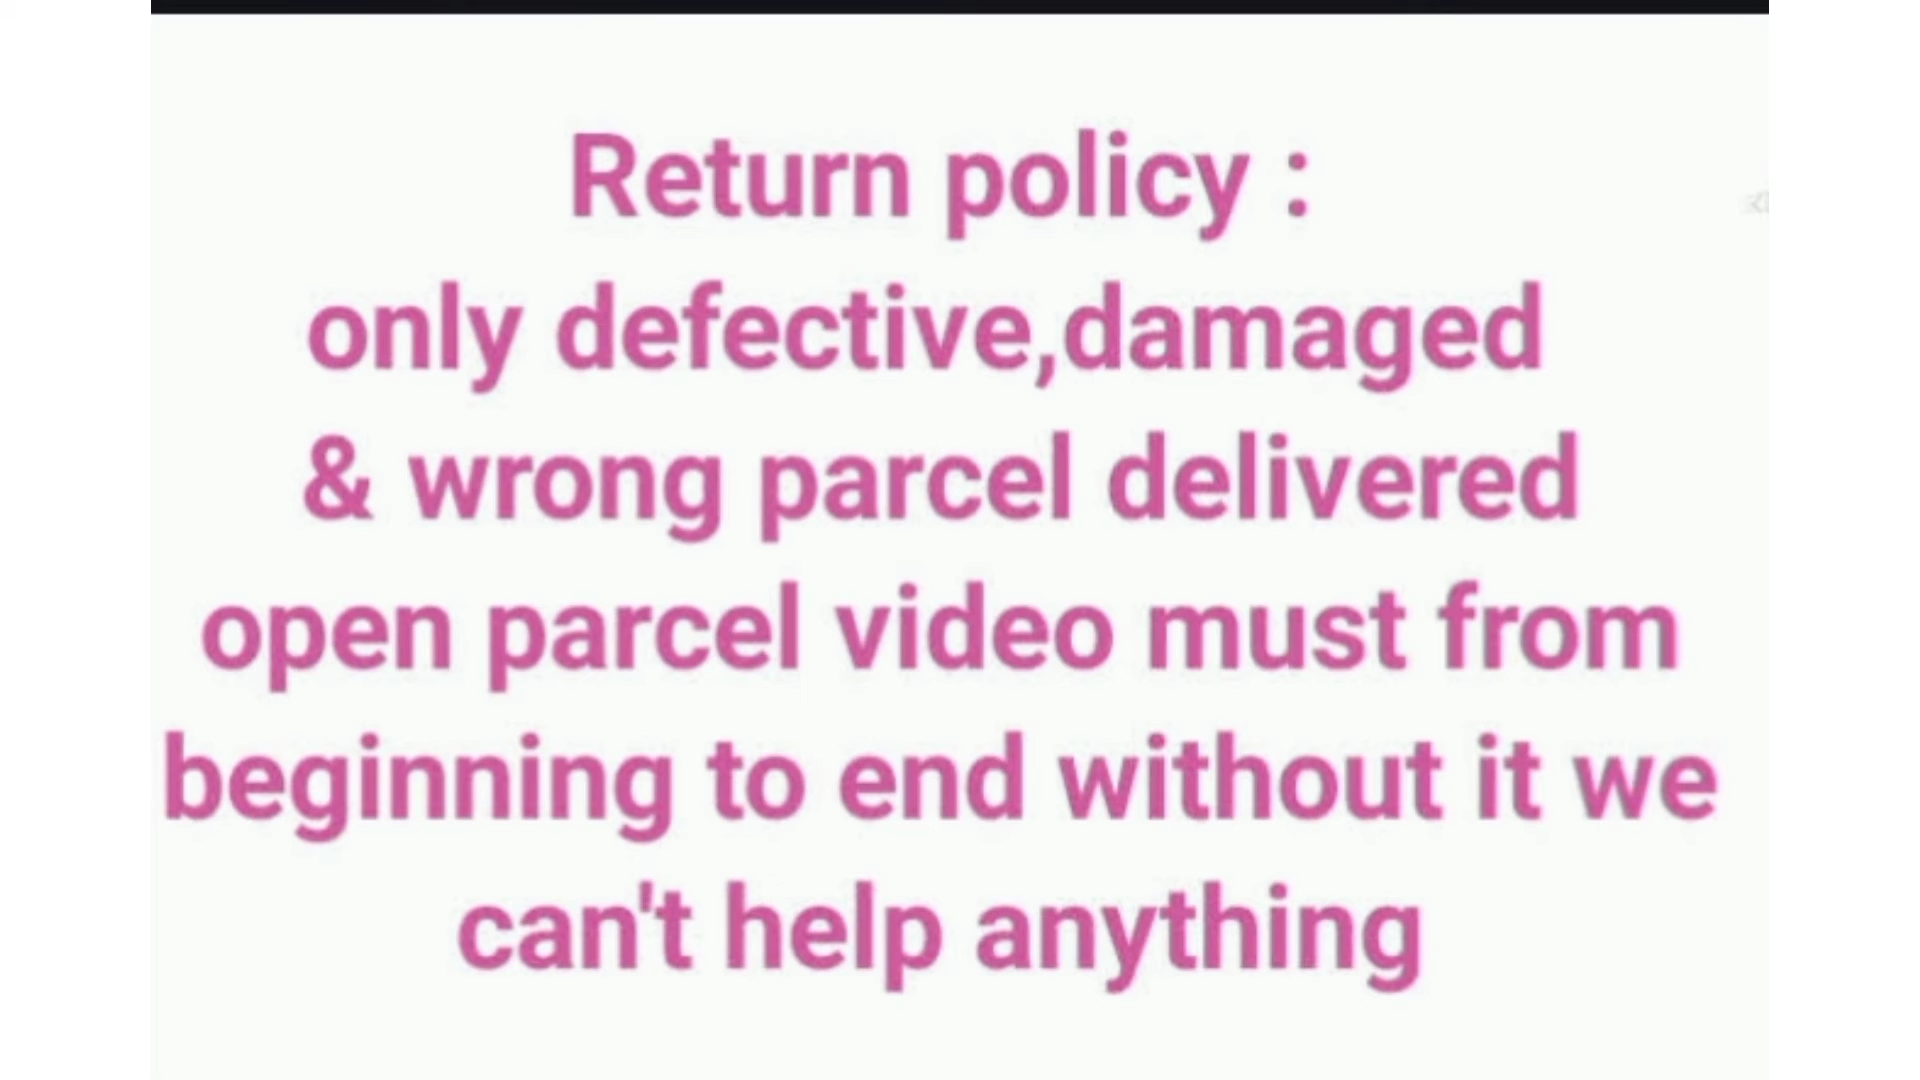 Return policy :
only defective,damaged
& wrong parcel delivered
open parcel video must from
beginning to end without it we
can't help anything